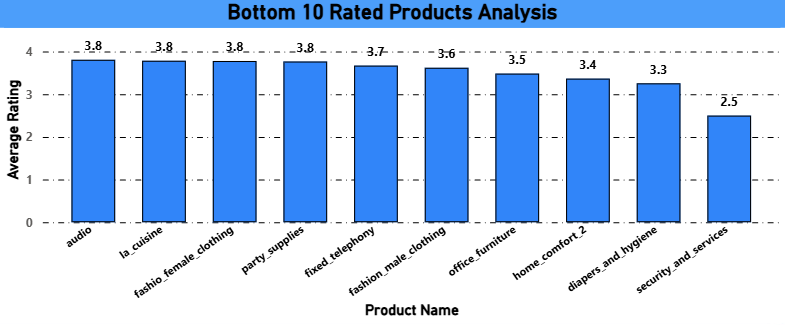 Bottom 10 Rated Products Analysis
Average Rating
4
3
2
1
0
3.8
3.8
3.8
3.8
3.7
3.6
3.5
3.4
3.3
2.5
audio
la_cuisine
fashio_female_clothing
party_supplies
fixed_telephony
fashion_male_clothing
office_furniture
home_comfort_2
diapers_and_hygiene
security_and_services
Product Name